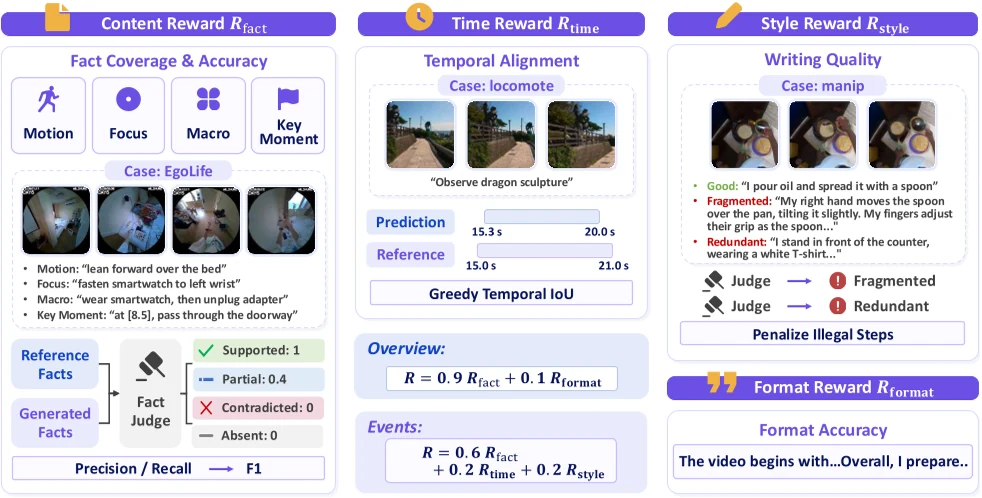 Content Reward R_fact
Fact Coverage & Accuracy
Motion
Focus
Macro
Key
Moment
Case: EgoLife
• Motion: “lean forward over the bed”
• Focus: “fasten smartwatch to left wrist”
• Macro: “wear smartwatch, then unplug adapter”
• Key Moment: “at [8.5], pass through the doorway”
Reference
Facts
Generated
Facts
Fact
Judge
Supported: 1
Partial: 0.4
Contradicted: 0
Absent: 0
Precision / Recall → F1
Time Reward R_time
Temporal Alignment
Case: locomote
“Observe dragon sculpture”
Prediction
15.3 s
20.0 s
Reference
15.0 s
21.0 s
Greedy Temporal IoU
Overview:
R = 0.9 R_fact + 0.1 R_format
Events:
R = 0.6 R_fact
+ 0.2 R_time + 0.2 R_style
Style Reward R_style
Writing Quality
Case: manip
• Good: “I pour oil and spread it with a spoon”
• Fragmented: “My right hand moves the spoon
over the pan, tilting it slightly. My fingers adjust
their grip as the spoon..."
• Redundant: “I stand in front of the counter,
wearing a white T-shirt..."
Judge → ! Fragmented
Judge → ! Redundant
Penalize Illegal Steps
Format Reward R_format
Format Accuracy
The video begins with...Overall, I prepare..